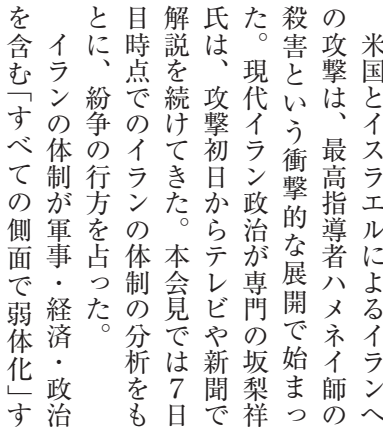 米国とイスラエルによるイランへ
の攻撃は、最高指導者ハメネイ師の
殺害という衝撃的な展開で始まっ
た。現代イラン政治が専門の坂梨祥
氏は、攻撃初日からテレビや新聞で
解説を続けてきた。本会見では7日
目時点でのイランの体制の分析をも
とに、紛争の行方を占った。
　イランの体制が軍事・経済・政治
を含む「すべての側面で弱体化」す